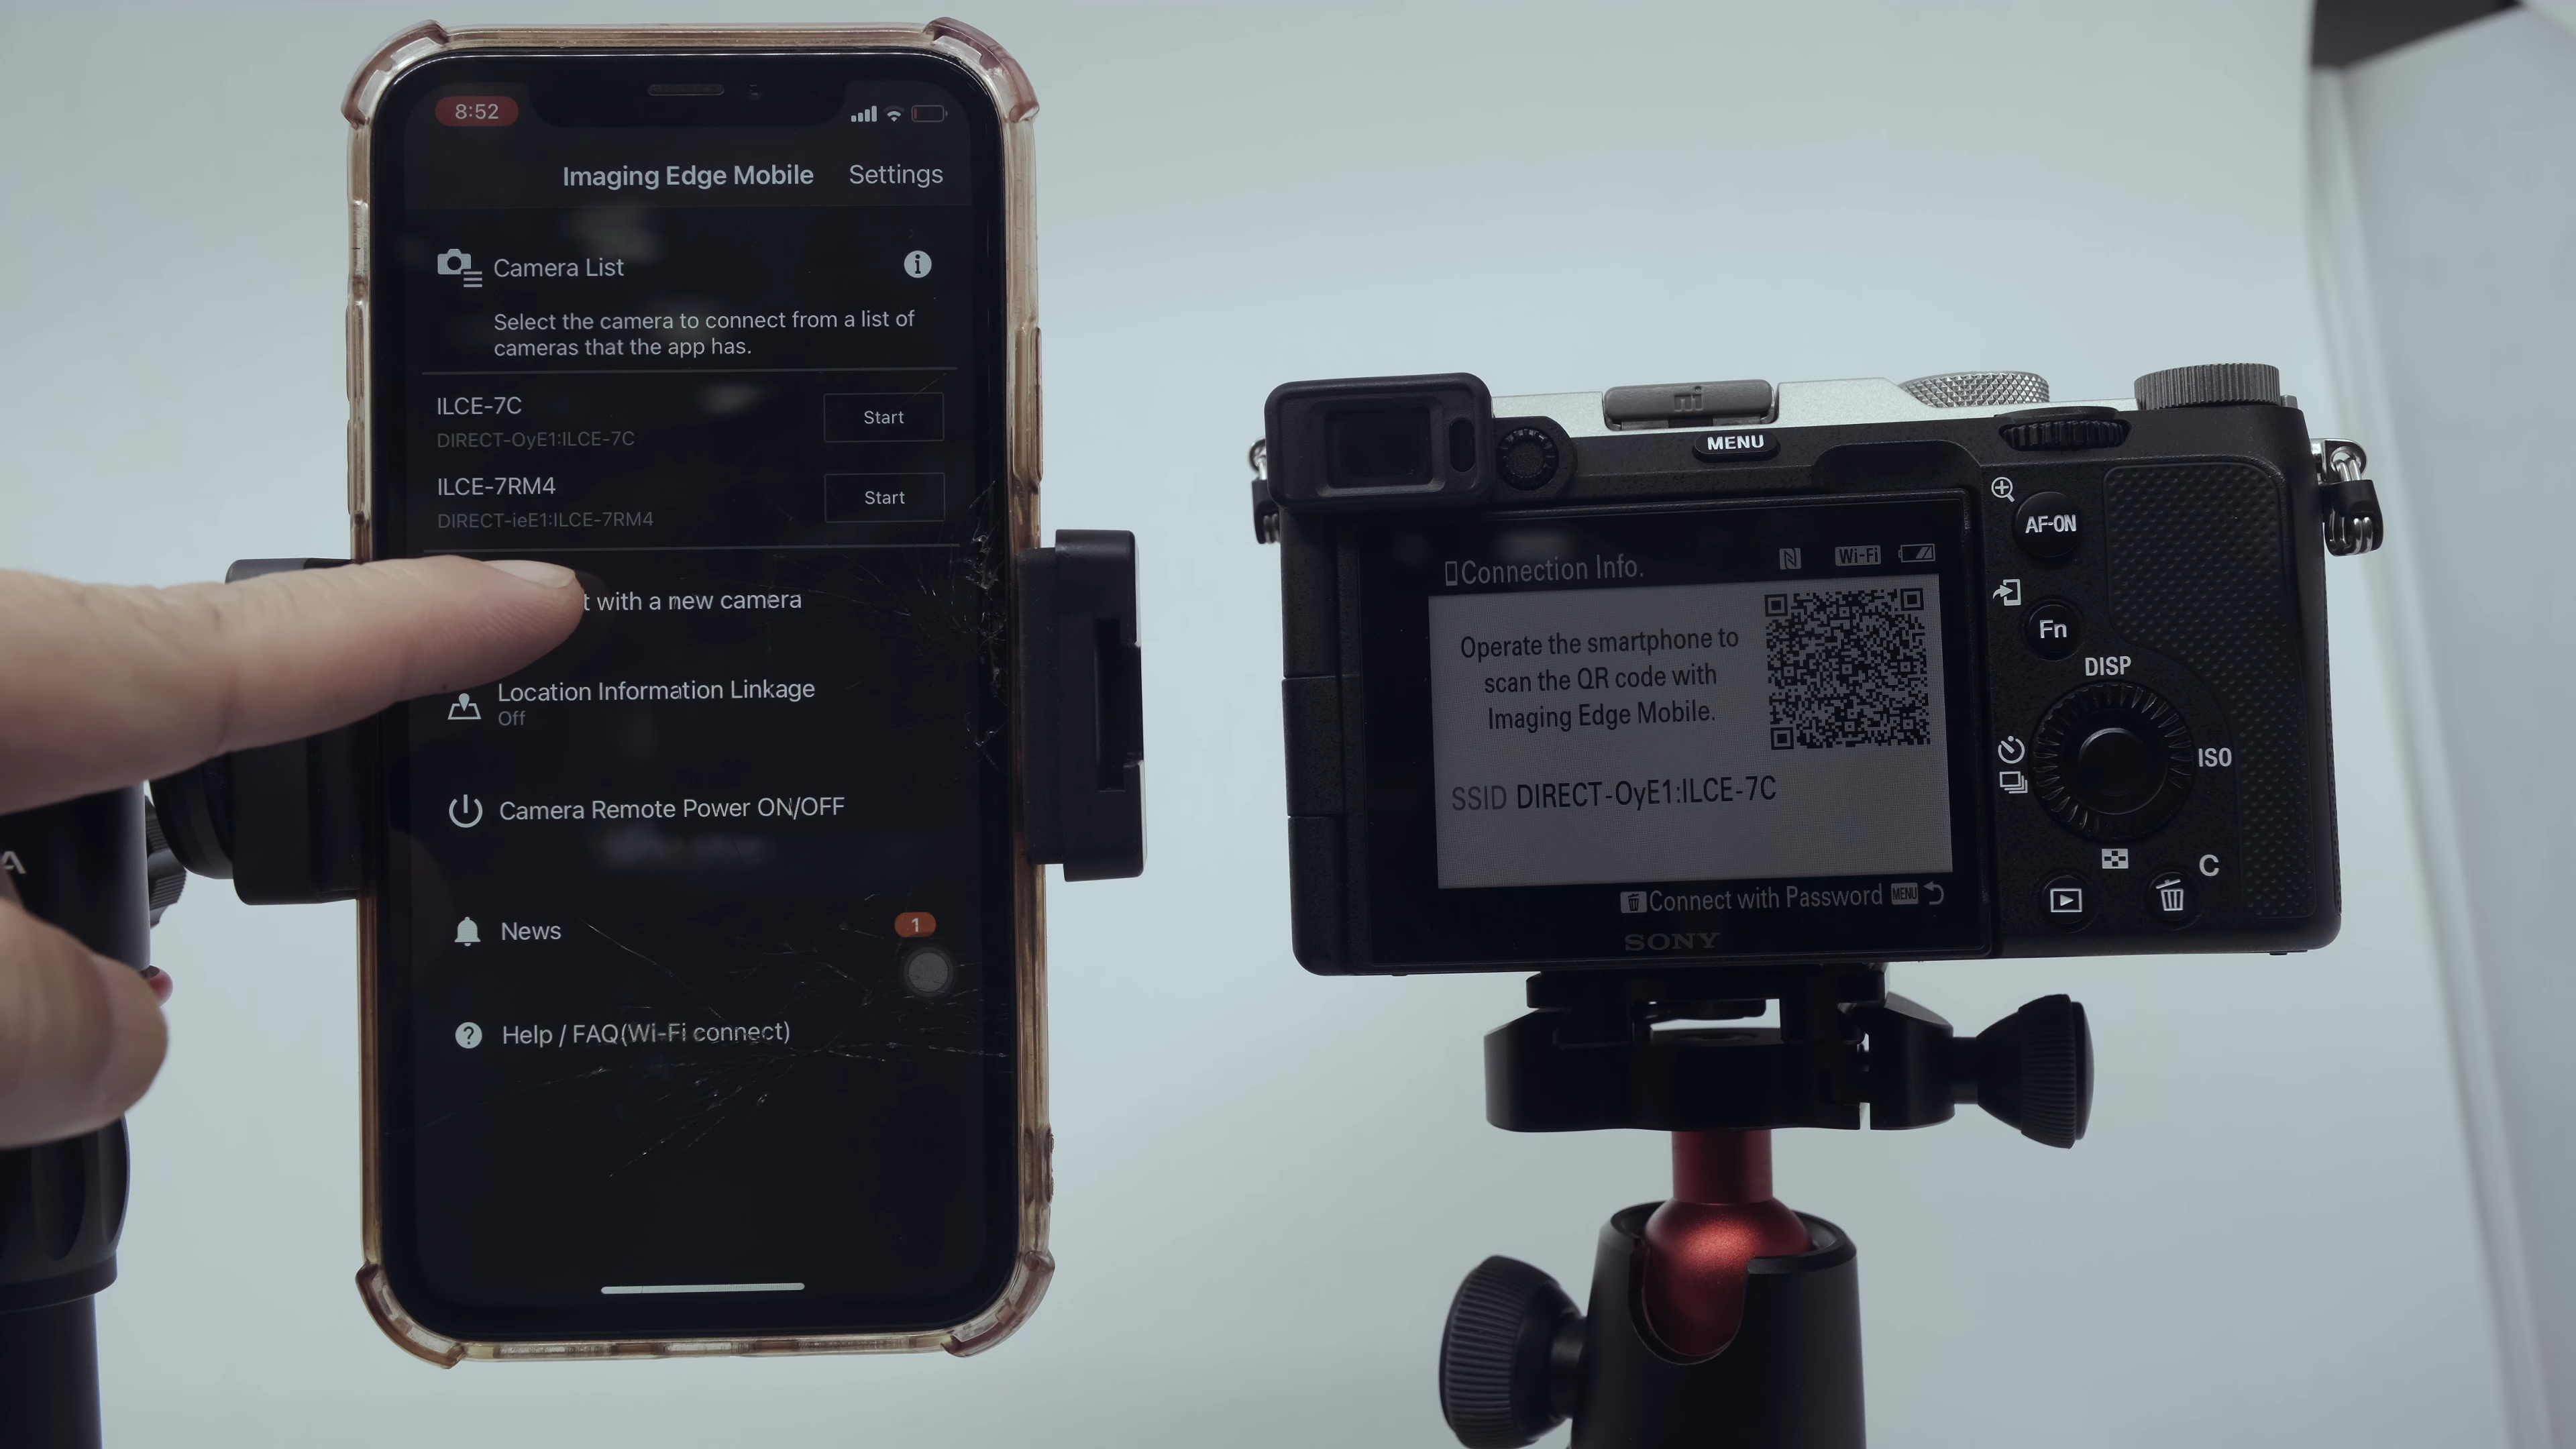 8:52
Imaging Edge Mobile
Settings
Camera List
Select the camera to connect from a list of
cameras that the app has.
ILCE-7C
DIRECT-OyE1:ILCE-7C
Start
ILCE-7RM4
DIRECT-ieE1:ILCE-7RM4
Start
with a new camera
Location Information Linkage
Off
Camera Remote Power ON/OFF
News
1
Help / FAQ(Wi-Fi connect)
A
MENU
AF-ON
Fn
DISP
ISO
C
Connection Info.
Wi-Fi
Operate the smartphone to
scan the QR code with
Imaging Edge Mobile.
SSID DIRECT-OyE1:ILCE-7C
Connect with Password MENU
SONY